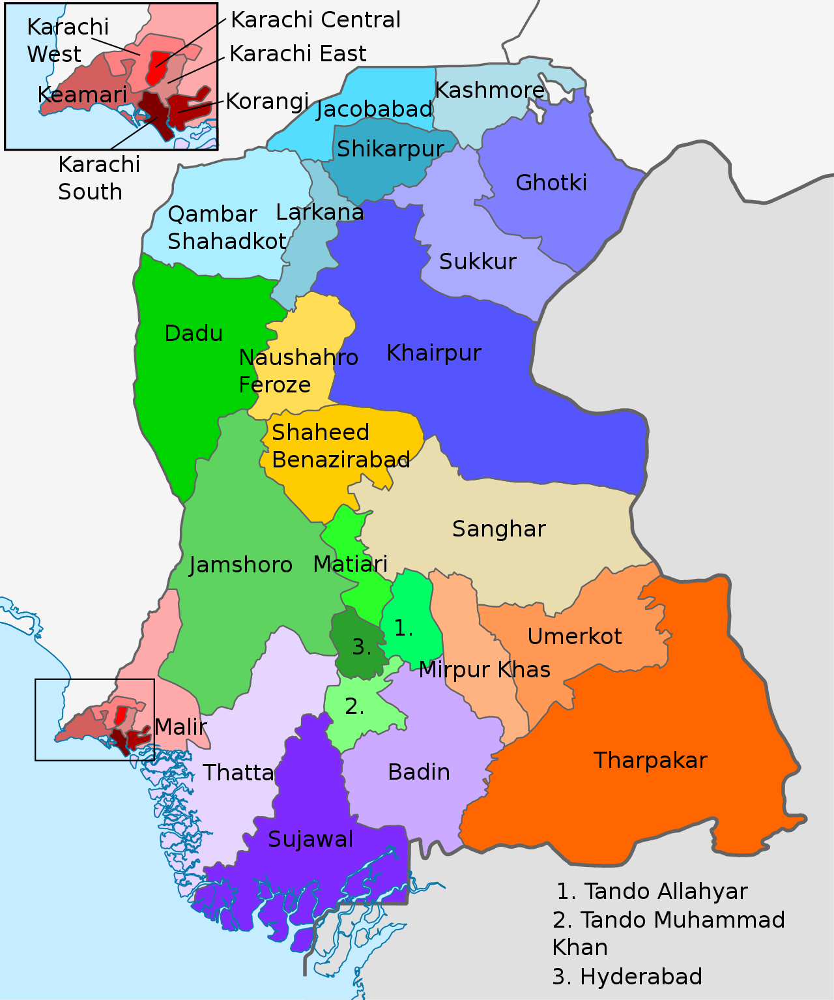 Karachi
West
Karachi Central
Karachi East
Keamari
Korangi
Karachi
South
Kashmore
Jacobabad
Shikarpur
Ghotki
Qambar
Shahadkot
Larkana
Sukkur
Dadu
Naushahro
Feroze
Khairpur
Shaheed
Benazirabad
Sanghar
Jamshoro
Matiari
1.
3.
Umerkot
Mirpur Khas
2.
Malir
Thatta
Badin
Tharpakar
Sujawal
1. Tando Allahyar
2. Tando Muhammad
Khan
3. Hyderabad